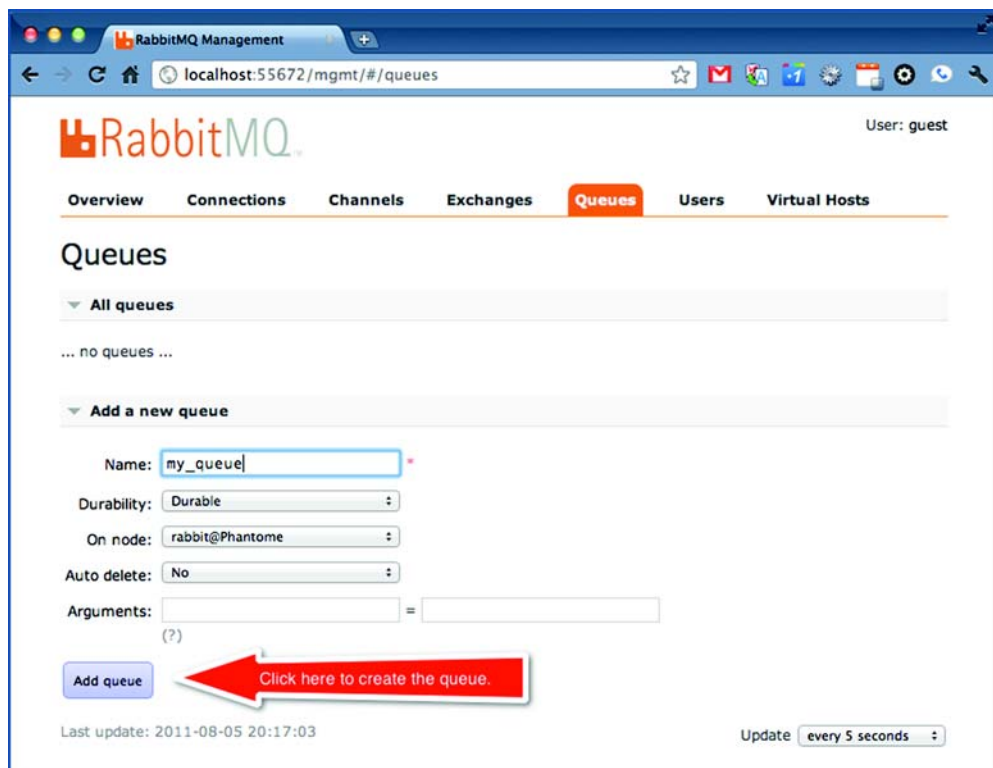 RabbitMQ Management
localhost:55672/mgmt/#/queues
RabbitMQ
User: guest
Overview Connections Channels Exchanges Queues Users Virtual Hosts
Queues
All queues
... no queues ...
Add a new queue
Name: my_queue *
Durability: Durable
On node: rabbit@Phantome
Auto delete: No
Arguments: =
(?)
Add queue Click here to create the queue.
Last update: 2011-08-05 20:17:03 Update every 5 seconds